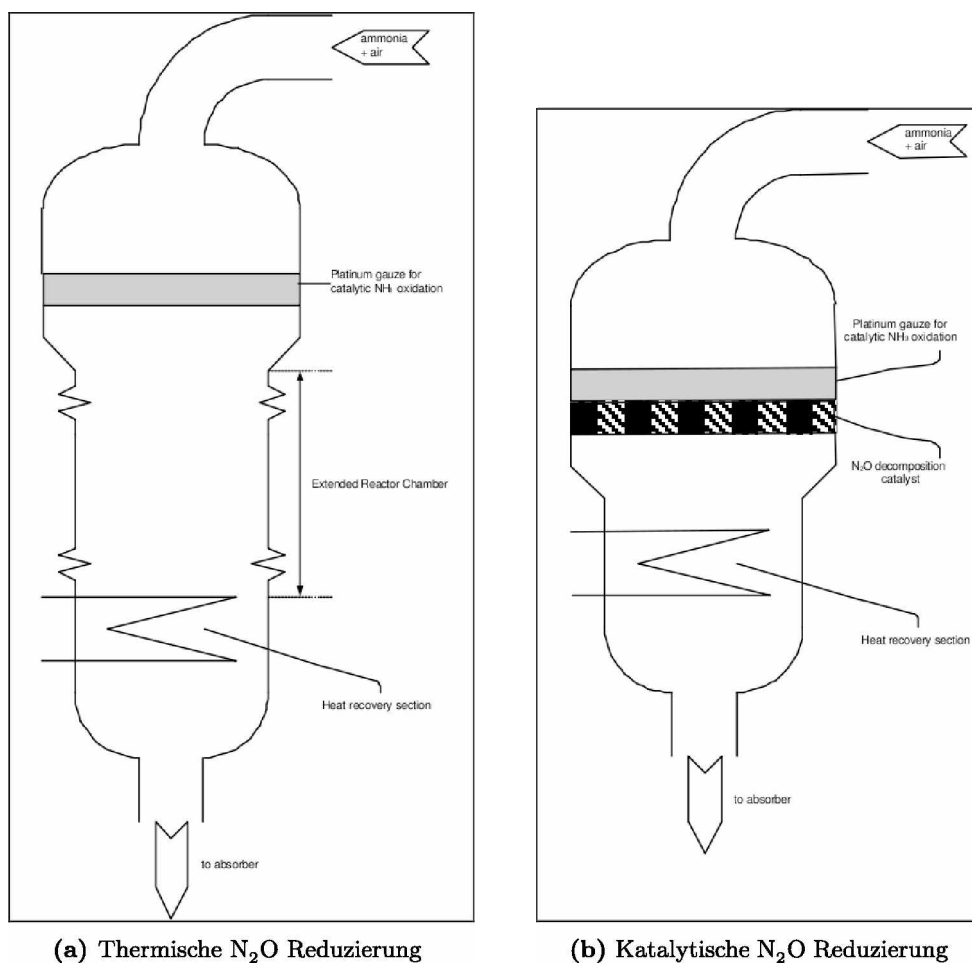 ammonia
+ air
Platinum gauze for
catalytic NH₃ oxidation
Extended Reactor Chamber
Heat recovery section
to absorber
(a) Thermische N₂O Reduzierung
ammonia
+ air
Platinum gauze for
catalytic NH₃ oxidation
N₂O decomposition
catalyst
Heat recovery section
to absorber
(b) Katalytische N₂O Reduzierung